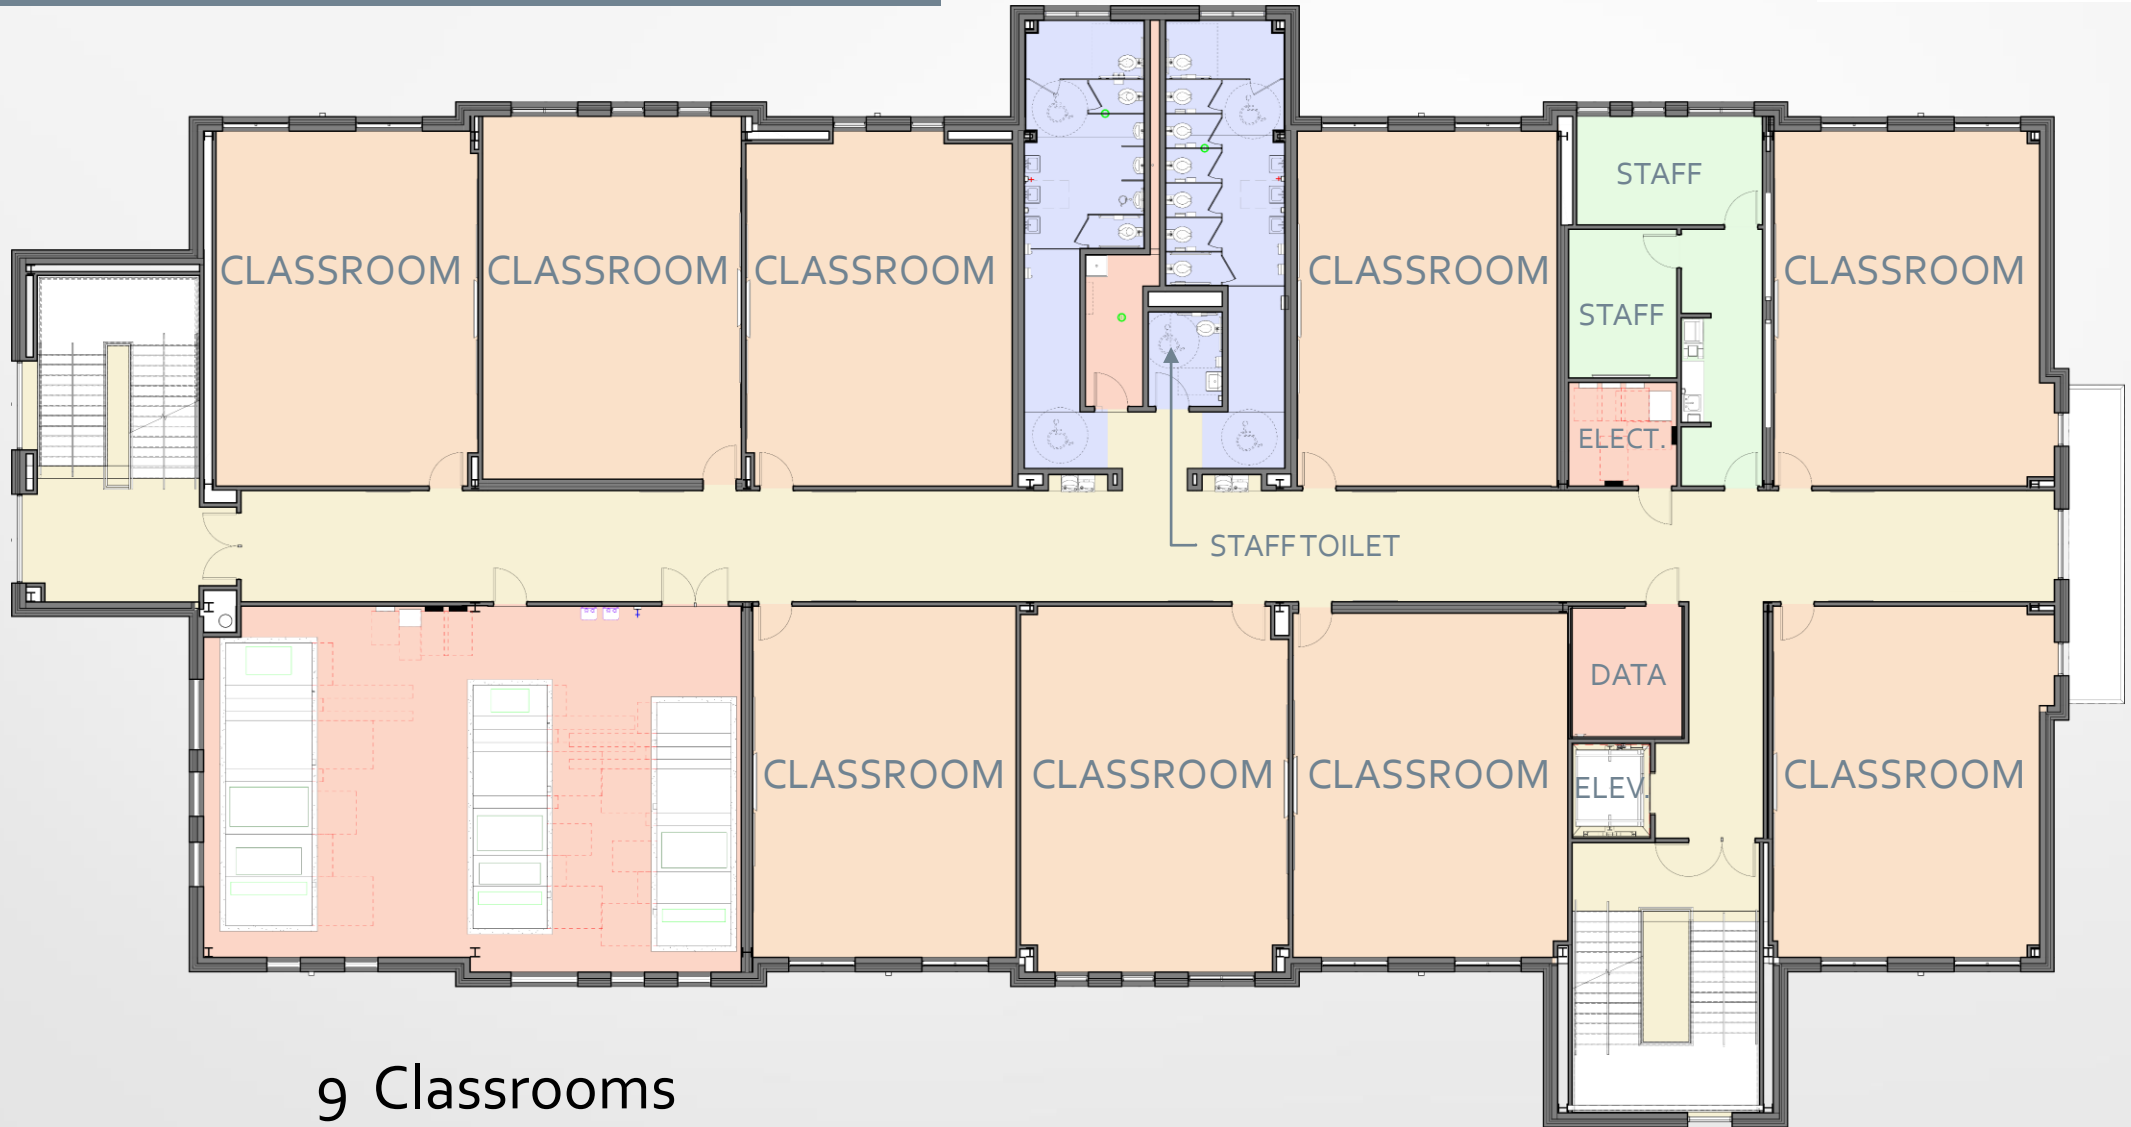 STAFF
CLASSROOM CLASSROOM CLASSROOM CLASSROOM CLASSROOM
STAFF
ELECT.
STAFF TOILET
DATA
CLASSROOM CLASSROOM CLASSROOM CLASSROOM
ELEV.
9 Classrooms